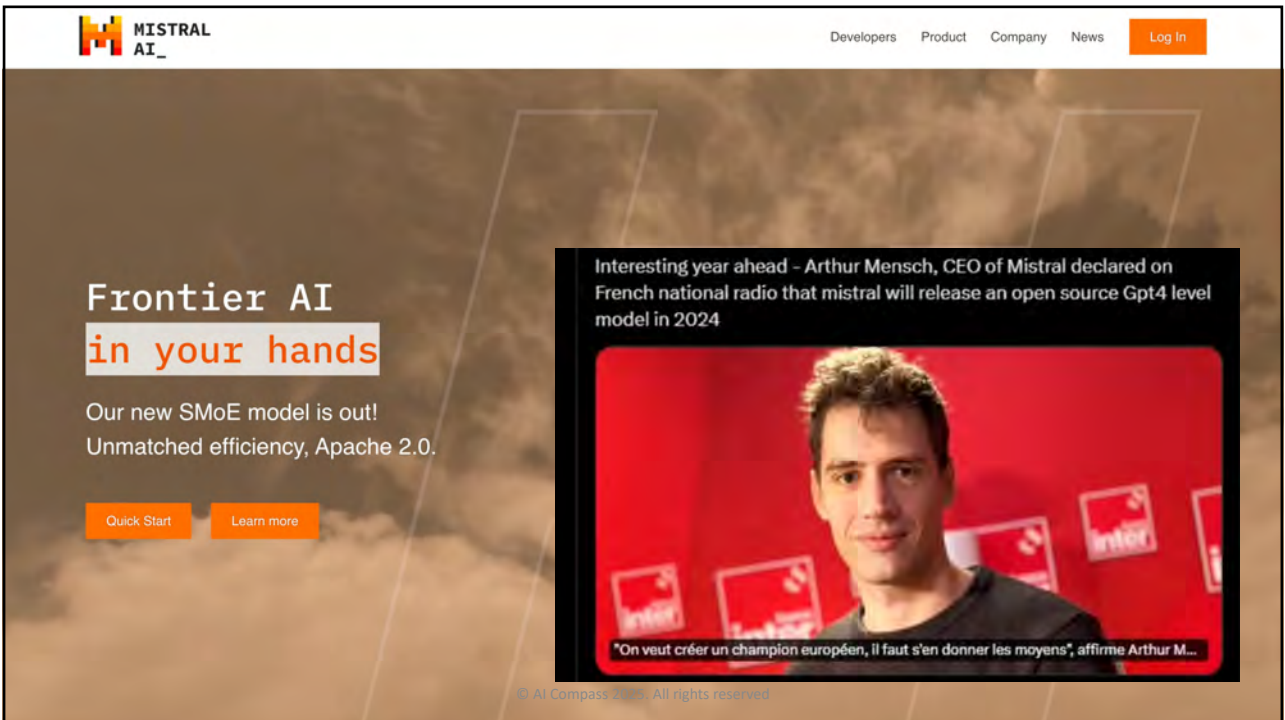 MISTRAL
AI_
Developers Product Company News Log In
Frontier AI
in your hands
Our new SMoE model is out!
Unmatched efficiency, Apache 2.0.
Quick Start Learn more
Interesting year ahead - Arthur Mensch, CEO of Mistral declared on
French national radio that mistral will release an open source Gpt4 level
model in 2024
inter
inter
inter
"On veut créer un champion européen, il faut s'en donner les moyens", affirme Arthur M...
© AI Compass 2025. All rights reserved